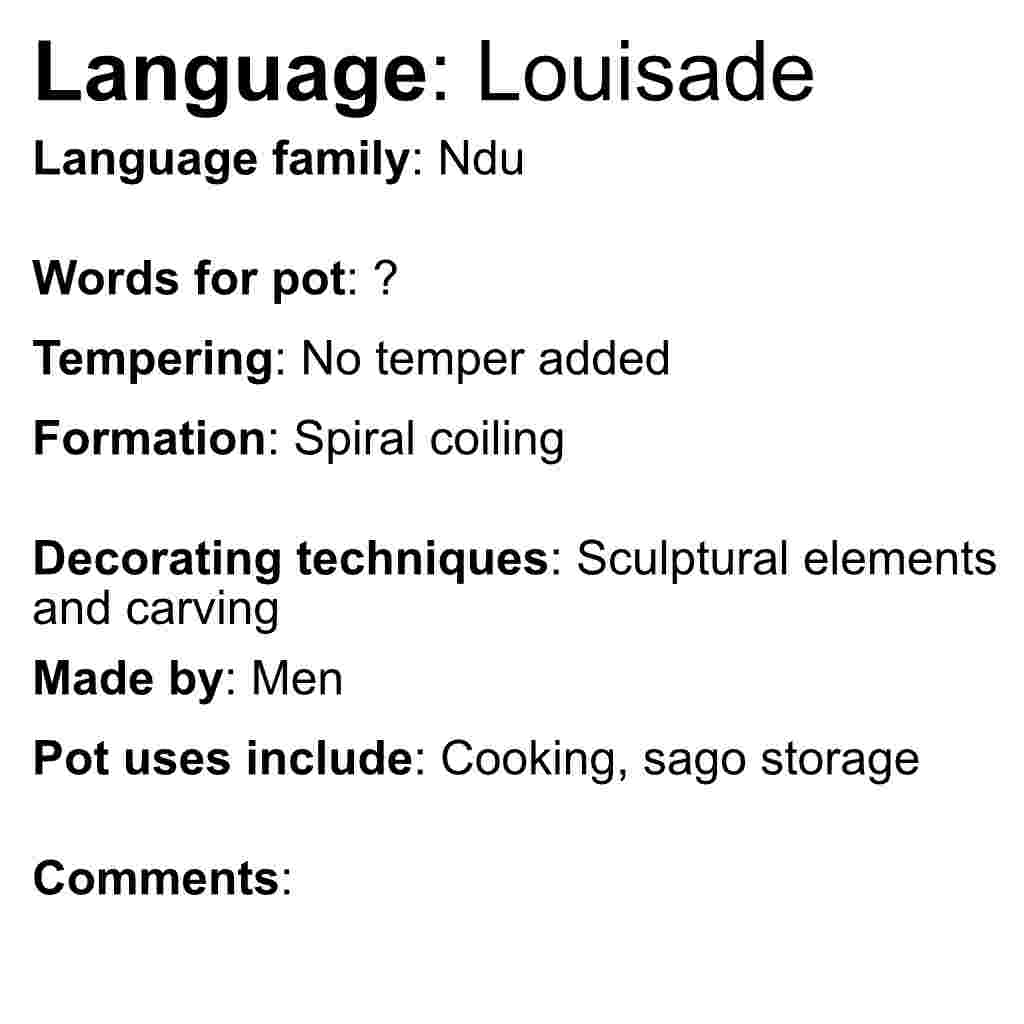 Language: Louisade
Language family: Ndu
Words for pot: ?
Tempering: No temper added
Formation: Spiral coiling
Decorating techniques: Sculptural elements
and carving
Made by: Men
Pot uses include: Cooking, sago storage
Comments: